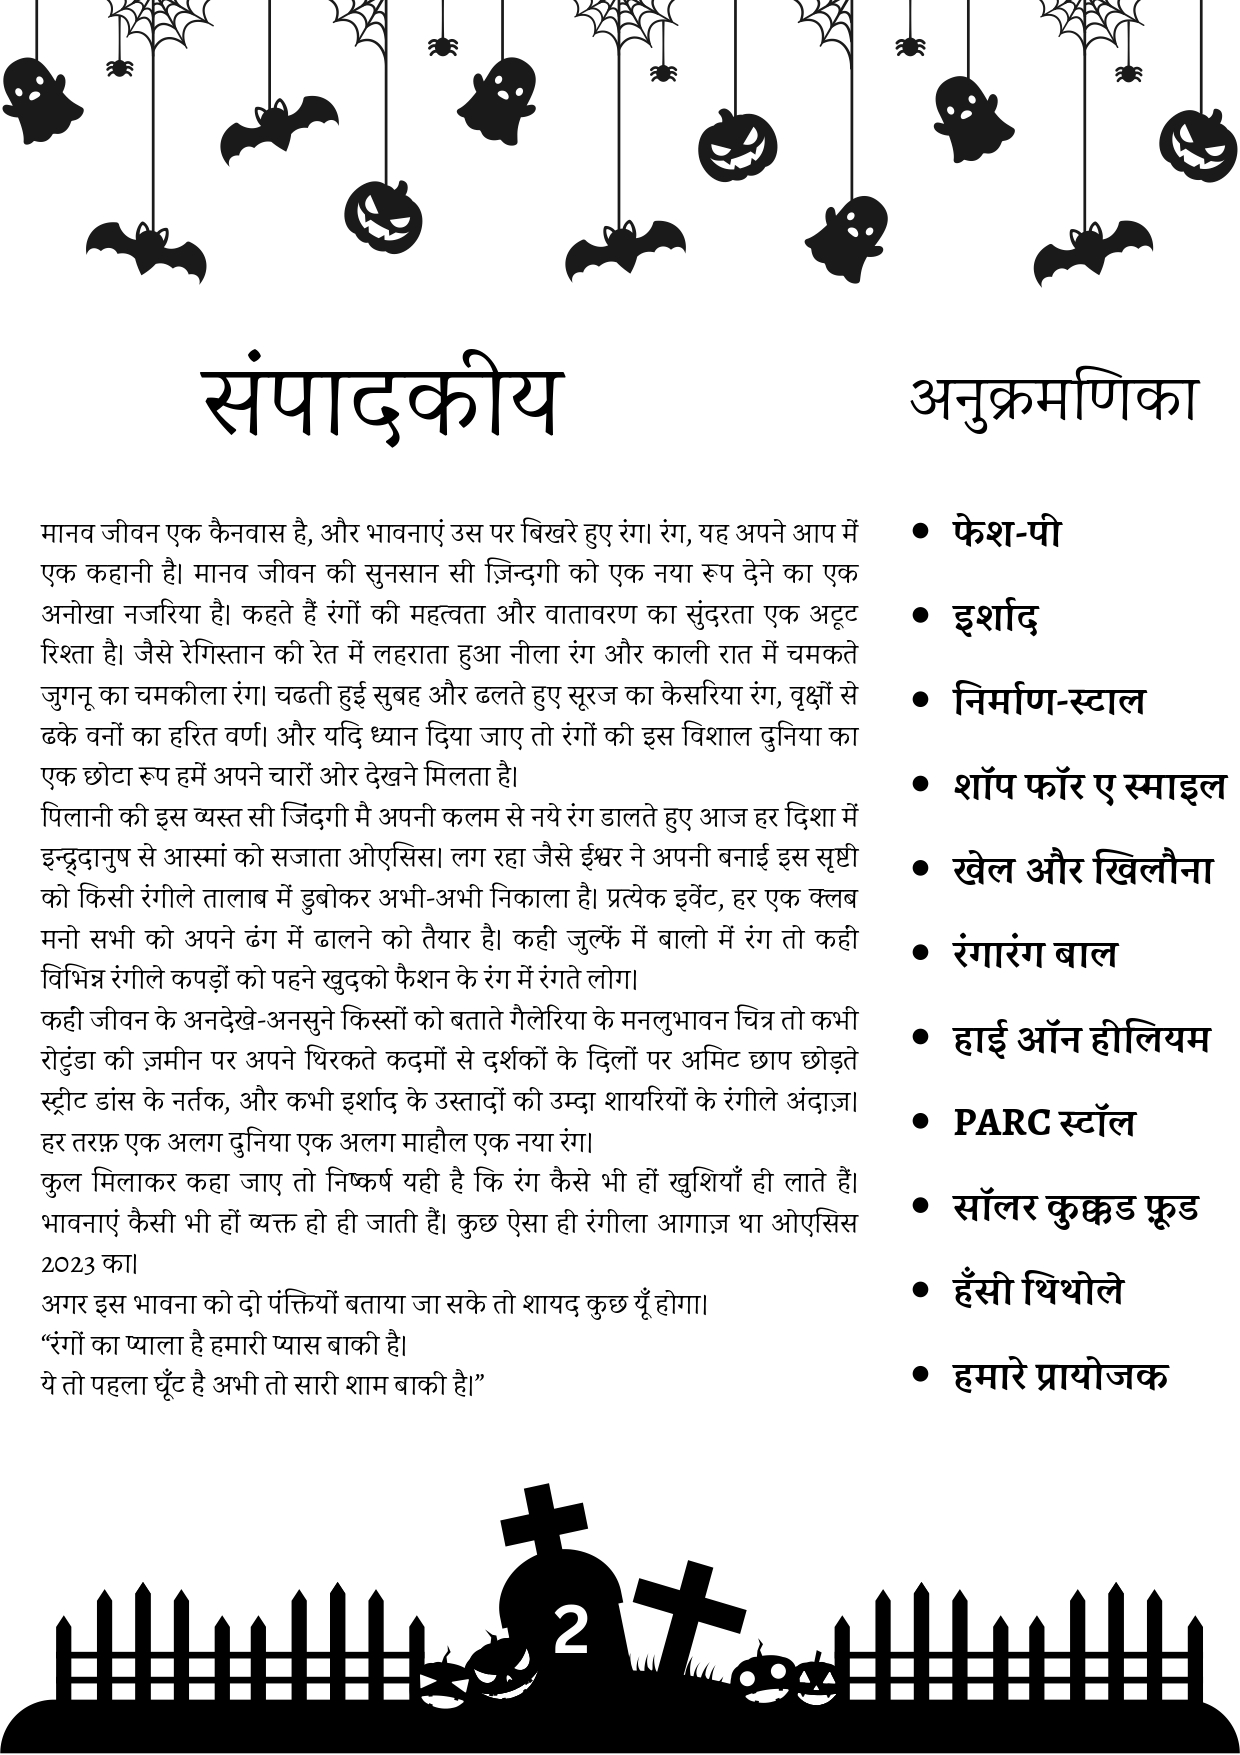 संपादकीय
मानव जीवन एक कैनवास है, और भावनाएं उस पर बिखरे हुए रंग। रंग, यह अपने आप में
एक कहानी है। मानव जीवन की सुनसान सी ज़िन्दगी को एक नया रूप देने का एक
अनोखा नजरिया है। कहते हैं रंगों की महत्वता और वातावरण का सुंदरता एक अटूट
रिश्ता है। जैसे रेगिस्तान की रेत में लहराता हुआ नीला रंग और काली रात में चमकते
जुगनू का चमकीला रंग। चढती हुई सुबह और ढलते हुए सूरज का केसरिया रंग, वृक्षों से
ढके वनों का हरित वर्ण। और यदि ध्यान दिया जाए तो रंगों की इस विशाल दुनिया का
एक छोटा रूप हमें अपने चारों ओर देखने मिलता है।
पिलानी की इस व्यस्त सी जिंदगी मै अपनी कलम से नये रंग डालते हुए आज हर दिशा में
इन्द्र्दानुष से आस्मां को सजाता ओएसिस। लग रहा जैसे ईश्वर ने अपनी बनाई इस सृष्टी
को किसी रंगीले तालाब में डुबोकर अभी-अभी निकाला है। प्रत्येक इवेंट, हर एक क्लब
मनो सभी को अपने ढंग में ढालने को तैयार है। कहीं जुल्फें में बालो में रंग तो कहीं
विभिन्न रंगीले कपड़ों को पहने खुदको फैशन के रंग में रंगते लोग।
कहीं जीवन के अनदेखे-अनसुने किस्सों को बताते गैलेरिया के मनलुभावन चित्र तो कभी
रोटुंडा की ज़मीन पर अपने थिरकते कदमों से दर्शकों के दिलों पर अमिट छाप छोड़ते
स्ट्रीट डांस के नर्तक, और कभी इर्शाद के उस्तादों की उम्दा शायरियों के रंगीले अंदाज़।
हर तरफ़ एक अलग दुनिया एक अलग माहौल एक नया रंग।
कुल मिलाकर कहा जाए तो निष्कर्ष यही है कि रंग कैसे भी हों खुशियाँ ही लाते हैं।
भावनाएं कैसी भी हों व्यक्त हो ही जाती हैं। कुछ ऐसा ही रंगीला आगाज़ था ओएसिस
2023 का।
अगर इस भावना को दो पंक्तियों बताया जा सके तो शायद कुछ यूँ होगा।
“रंगों का प्याला है हमारी प्यास बाकी है।
ये तो पहला घूँट है अभी तो सारी शाम बाकी है।”
अनुक्रमणिका
• फेश-पी
• इर्शाद
• निर्माण-स्टाल
• शॉप फॉर ए स्माइल
• खेल और खिलौना
• रंगारंग बाल
• हाई ऑन हीलियम
• PARC स्टॉल
• सॉलर कुक्कड फ़ूड
• हँसी थिथोले
• हमारे प्रायोजक
2